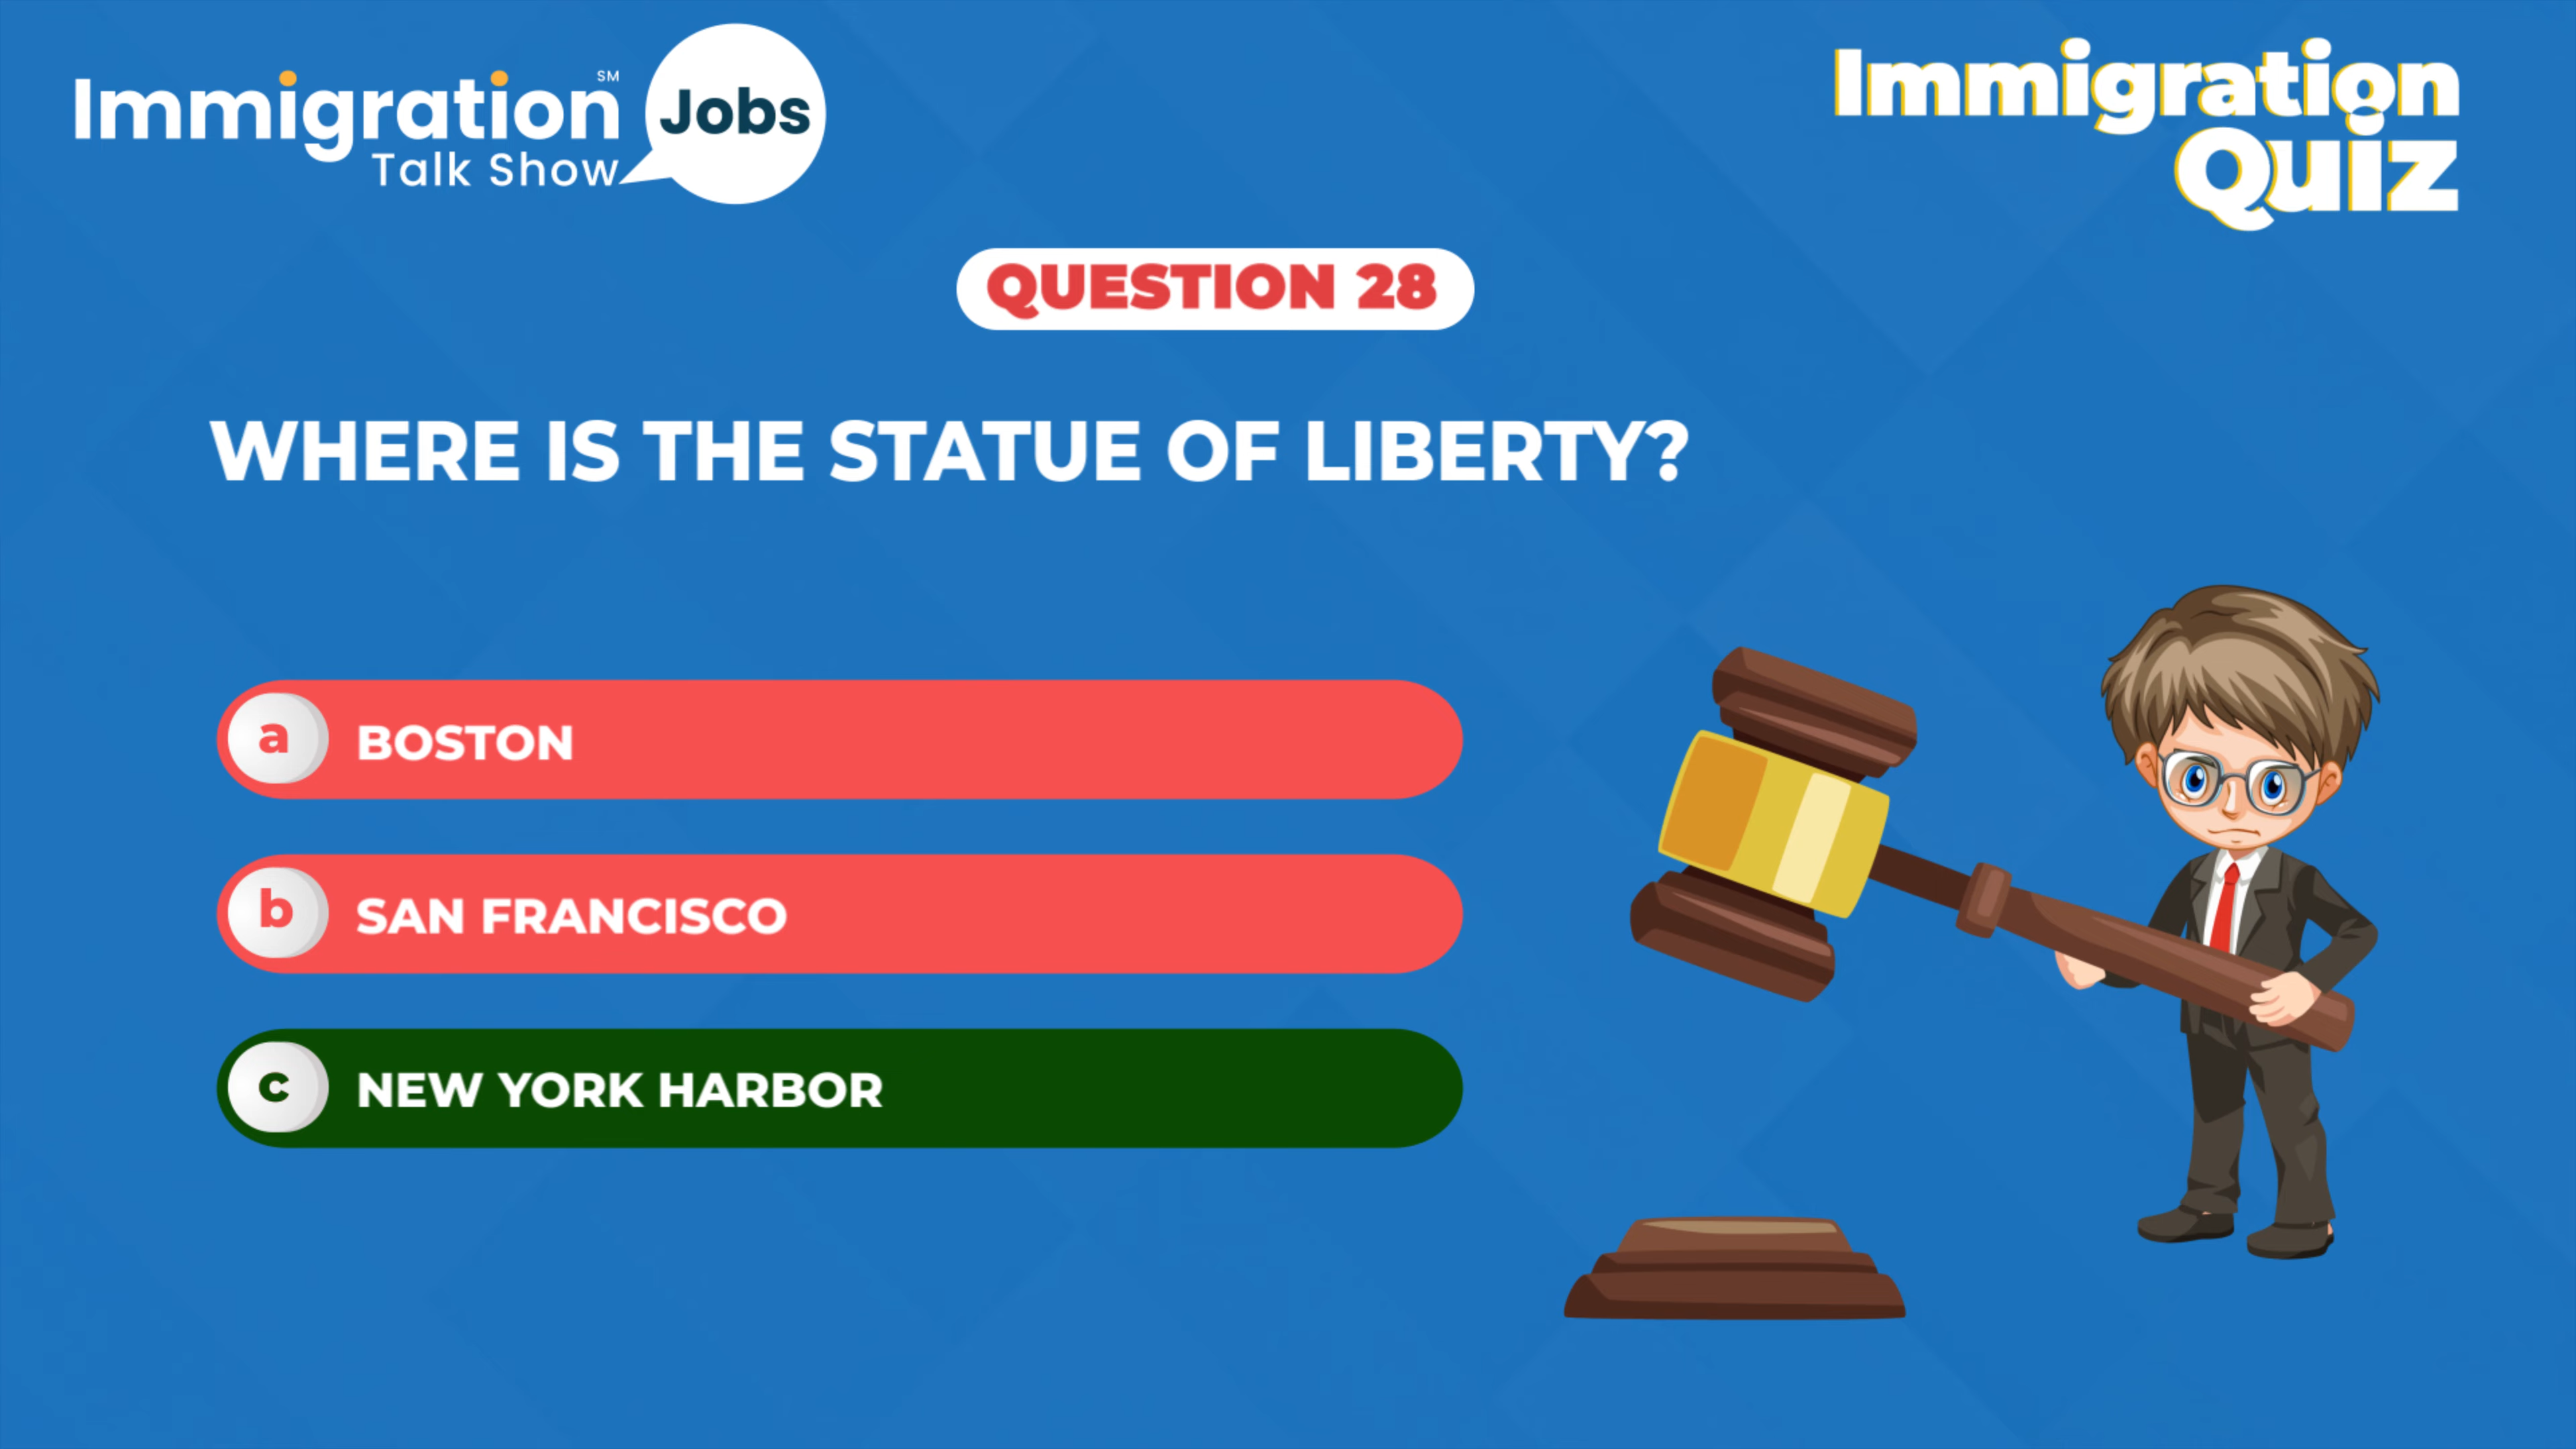 Immigration SM
Talk Show
Jobs
Immigration
Quiz
QUESTION 28
WHERE IS THE STATUE OF LIBERTY?
a BOSTON
b SAN FRANCISCO
c NEW YORK HARBOR